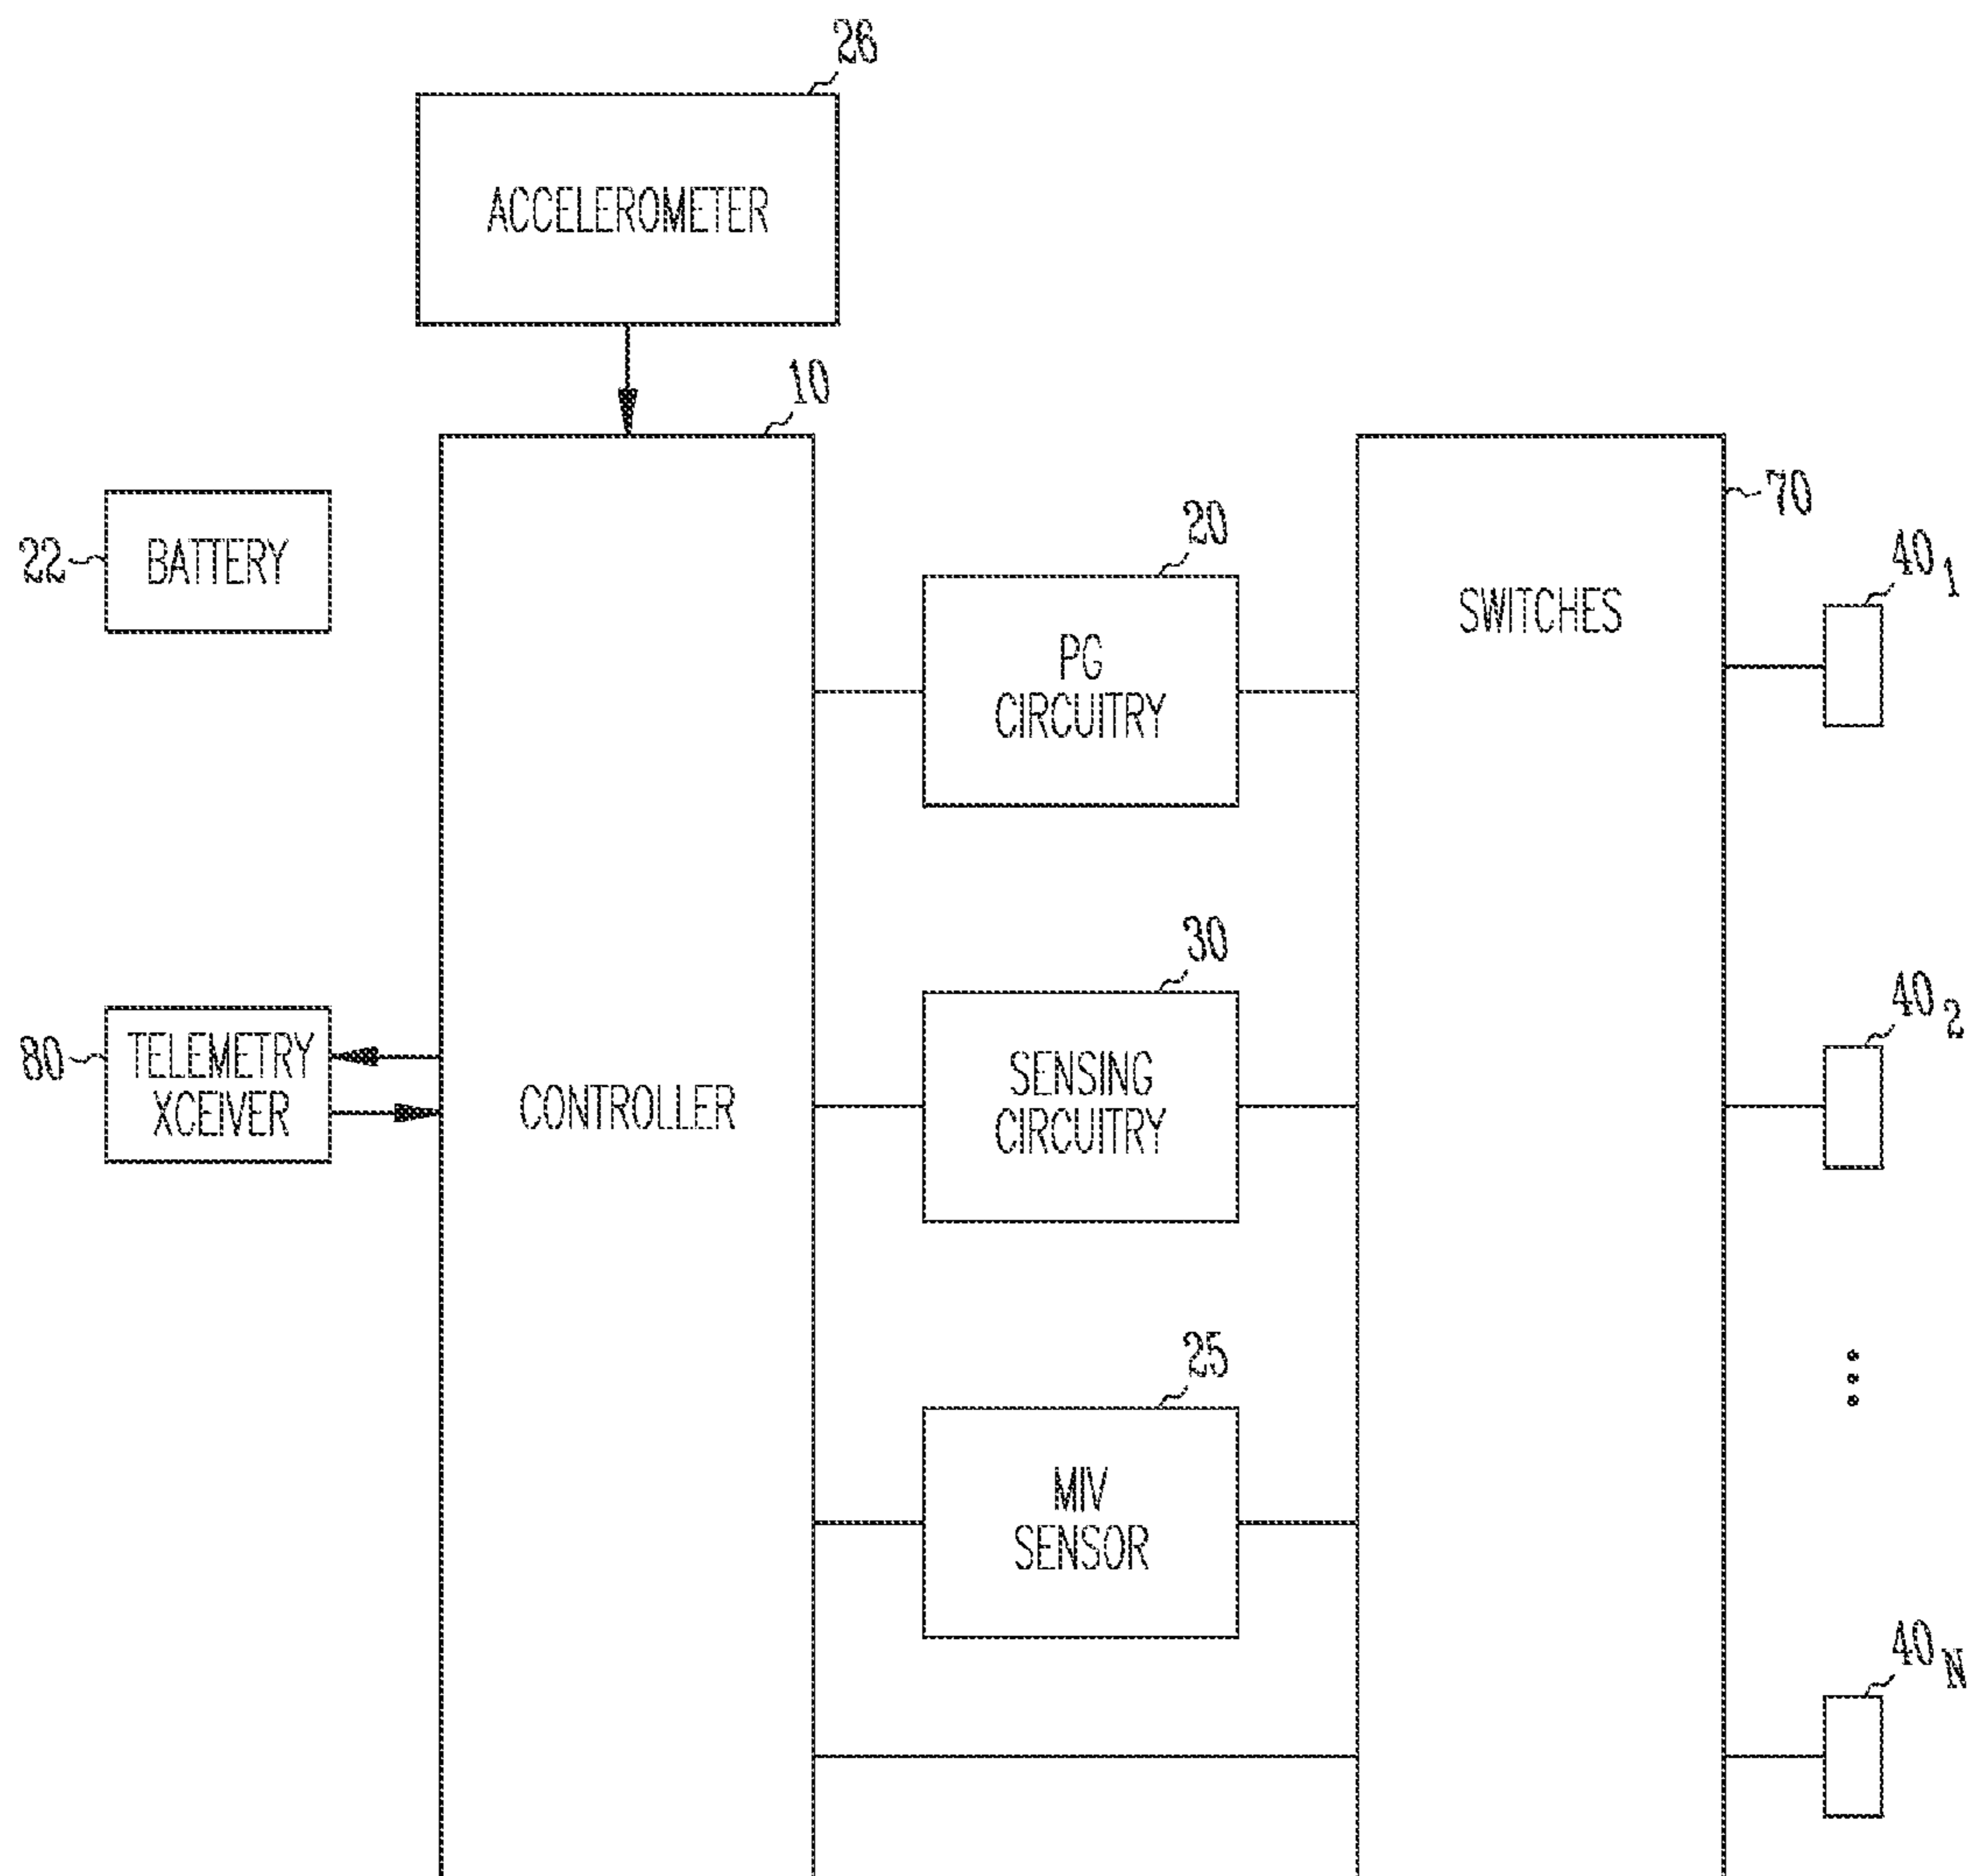 26
ACCELEROMETER
10
70
22
BATTERY
20
PG
CIRCUITRY
SWITCHES
40 1
30
40 2
80
TELEMETRY
XCEIVER
CONTROLLER
SENSING
CIRCUITRY
25
MIV
SENSOR
40 N